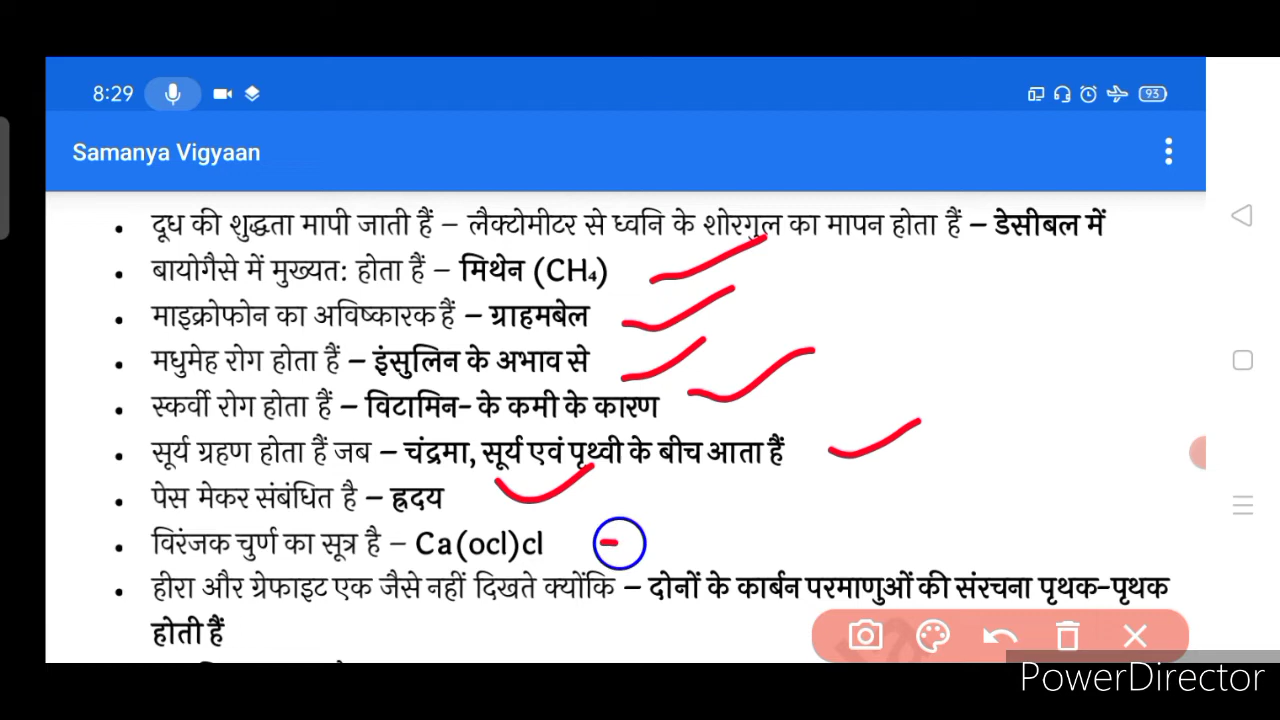 8:29
93
Samanya Vigyaan
• दूध की शुद्धता मापी जाती हैं – लैक्टोमीटर से ध्वनि के शोरगुल का मापन होता हैं – डेसीबल में
• बायोगैसे में मुख्यत: होता हैं – मिथेन (CH₄)
• माइक्रोफोन का अविष्कारक हैं – ग्राहमबेल
• मधुमेह रोग होता हैं – इंसुलिन के अभाव से
• स्कर्वी रोग होता हैं – विटामिन- के कमी के कारण
• सूर्य ग्रहण होता हैं जब – चंद्रमा, सूर्य एवं पृथ्वी के बीच आता हैं
• पेस मेकर संबंधित है – ह्रदय
• विरंजक चुर्ण का सूत्र है – Ca(ocl)cl
• हीरा और ग्रेफाइट एक जैसे नहीं दिखते क्योंकि – दोनों के कार्बन परमाणुओं की संरचना पृथक-पृथक
होती हैं
PowerDirector